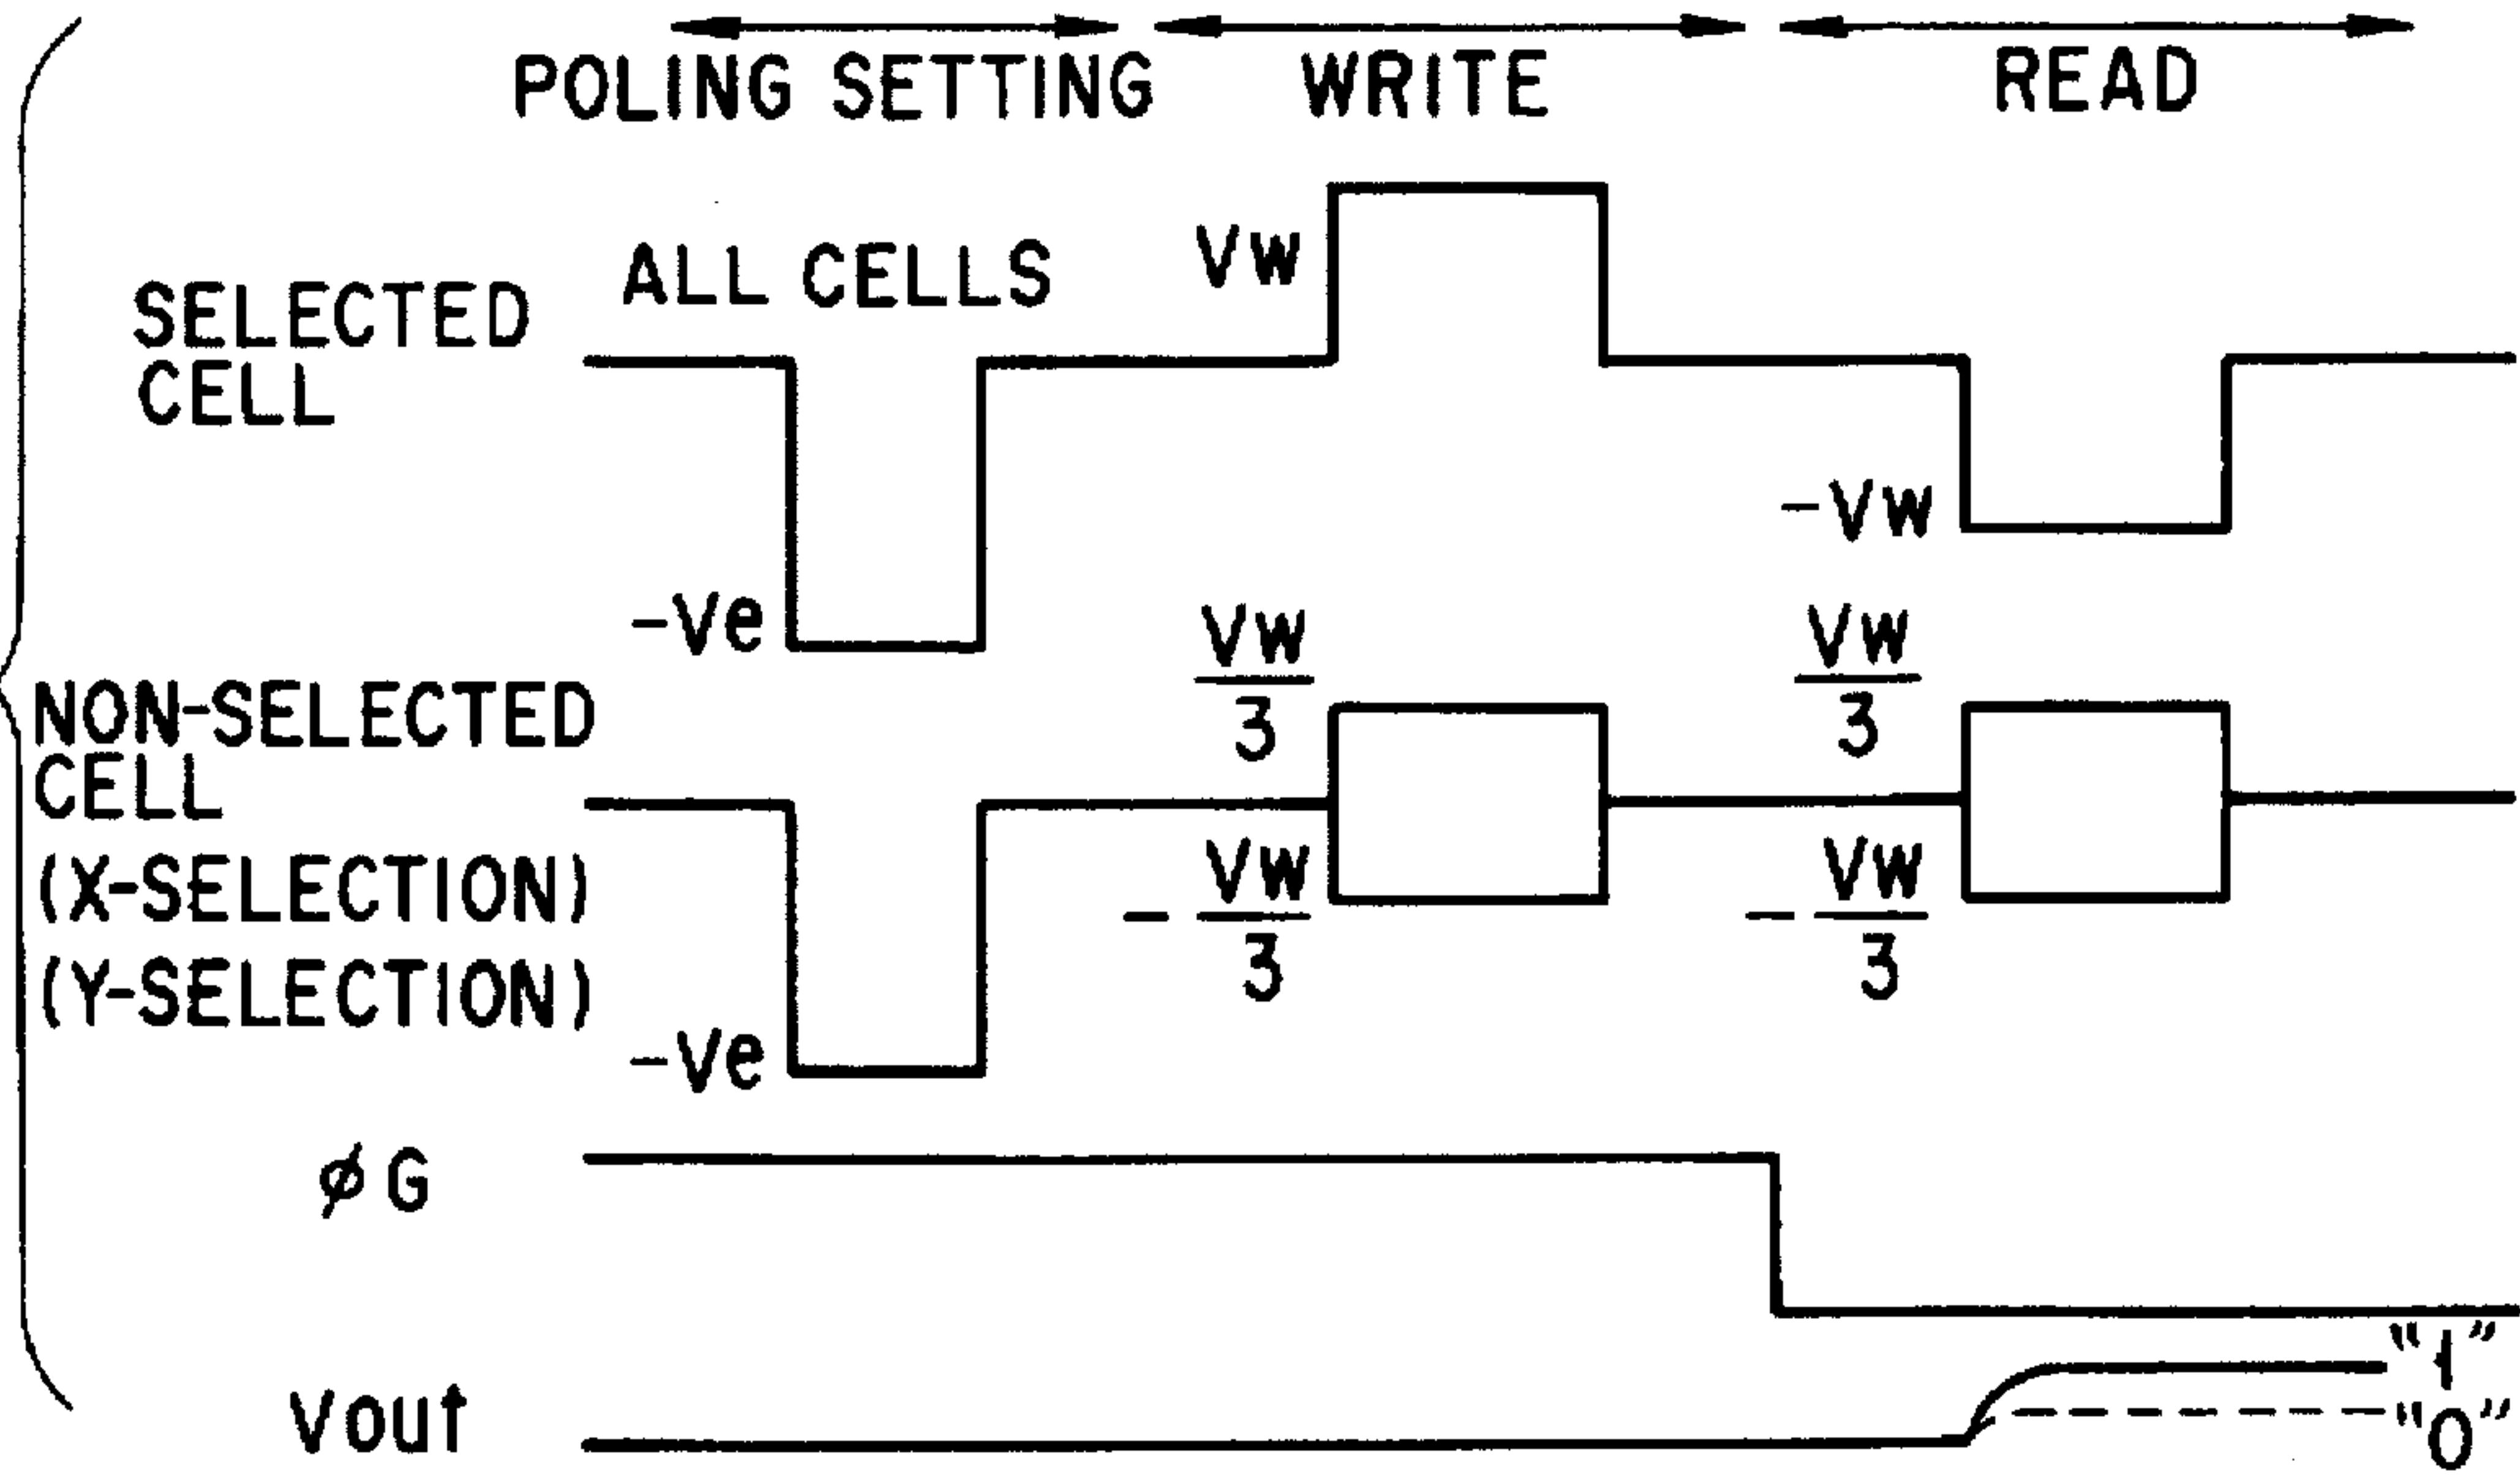 POLING SETTING WRITE READ
ALL CELLS
SELECTED
CELL
Vw
-Vw
-Ve
NON-SELECTED
CELL
(X-SELECTION)
(Y-SELECTION)
Vw
3
Vw
3
- Vw
3
- Vw
3
-Ve
øG
Vout
"1"
"0"